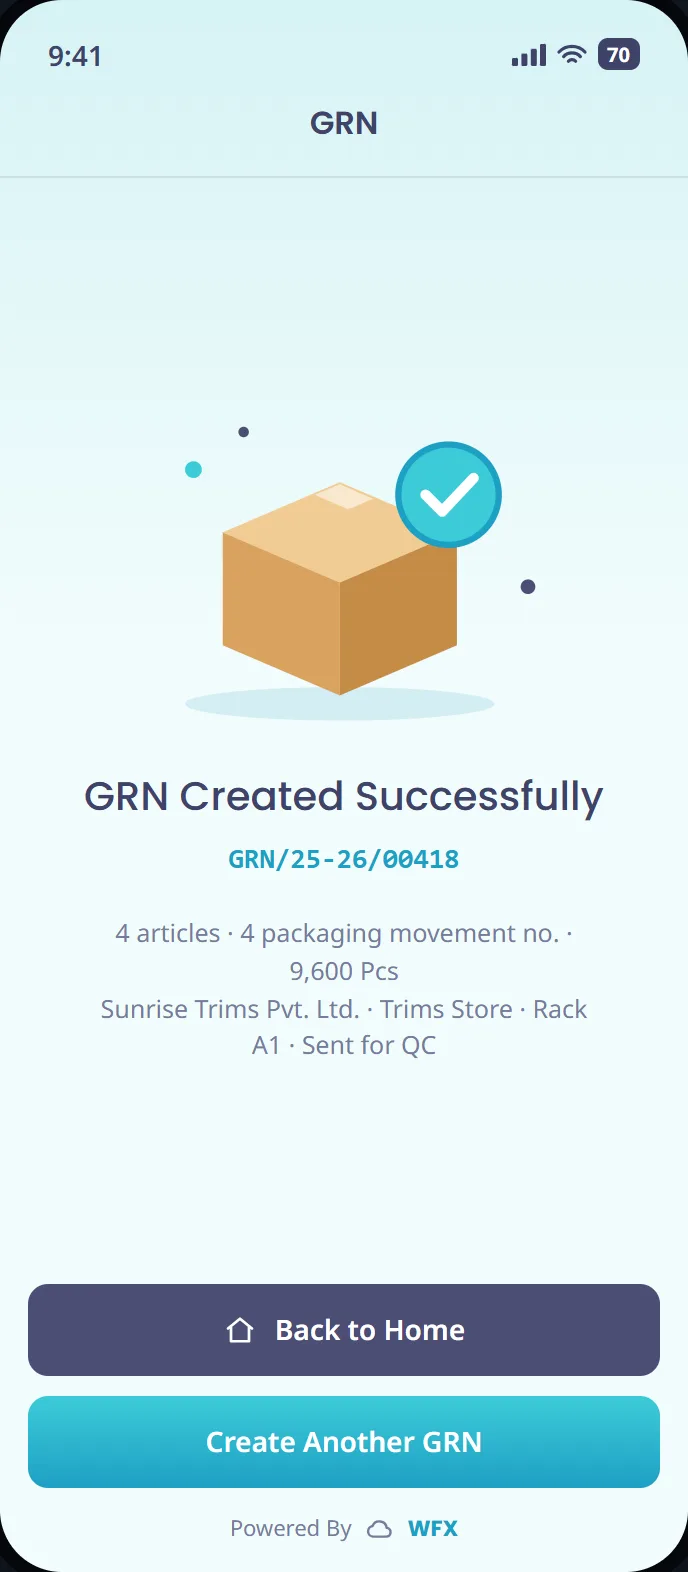 9:41
70
GRN
GRN Created Successfully
GRN/25-26/00418
4 articles · 4 packaging movement no. ·
9,600 Pcs
Sunrise Trims Pvt. Ltd. · Trims Store · Rack
A1 · Sent for QC
Back to Home
Create Another GRN
Powered By WFX